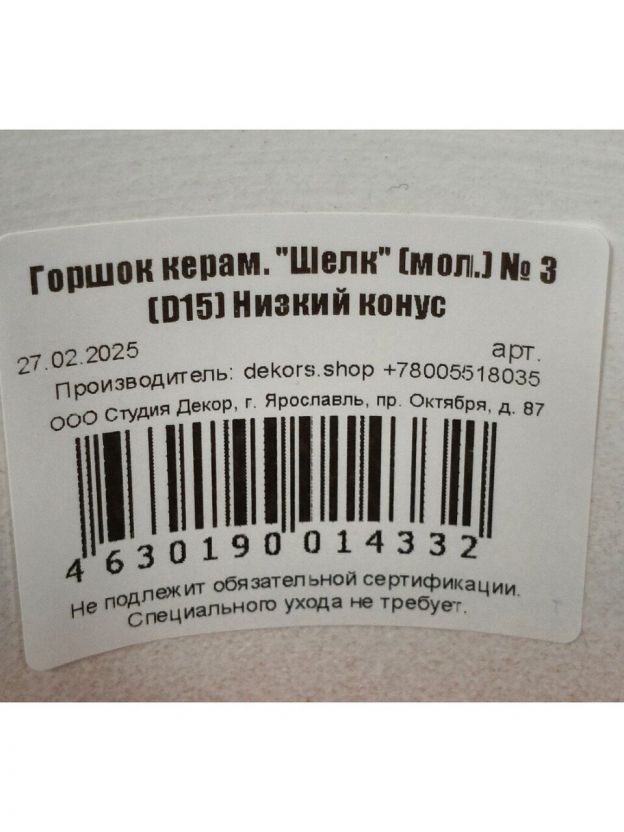 Горшок керам. "Шелк" (мол.) № 3
(D15) Низкий конус
27.02.2025 арт.
Производитель: dekors.shop +78005518035
ООО Студия Декор, г. Ярославль, пр. Октября, д. 87
4 630190 014332
Не подлежит обязательной сертификации.
Специального ухода не требует.